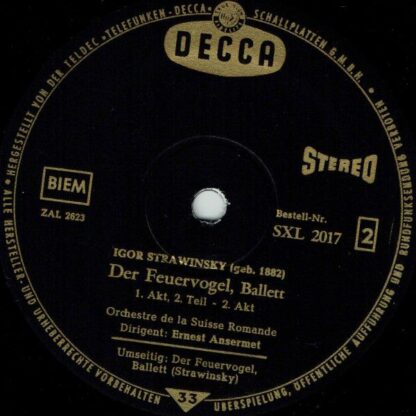 HERGESTELLT VON DER TELDEC »TELEFUNKEN - DECCA« SCHALLPLATTEN G.M.B.H.
DECCA
STEREO
BIEM
ZAL 2623
Bestell-Nr.
SXL 2017
2
IGOR STRAWINSKY (geb. 1882)
Der Feuervogel, Ballett
1. Akt, 2. Teil - 2. Akt
Orchestre de la Suisse Romande
Dirigent: Ernest Ansermet
Umseitig: Der Feuervogel,
Ballett (Strawinsky)
33
• ALLE HERSTELLER- UND URHEBERRECHTE VORBEHALTEN
ÜBERSPIELUNG, ÖFFENTLICHE AUFFÜHRUNG UND RUNDFUNKSENDUNG VERBOTEN